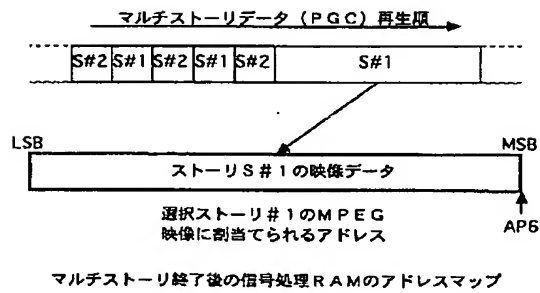 マルチストーリデータ（ＰＧＣ）再生順
S#2 S#1 S#2 S#1 S#2 S#1
LSB MSB
ストーリＳ＃１の映像データ
選択ストーリ＃１のＭＰＥＧ
映像に割当てられるアドレス
AP6
マルチストーリ終了後の信号処理ＲＡＭのアドレスマップ